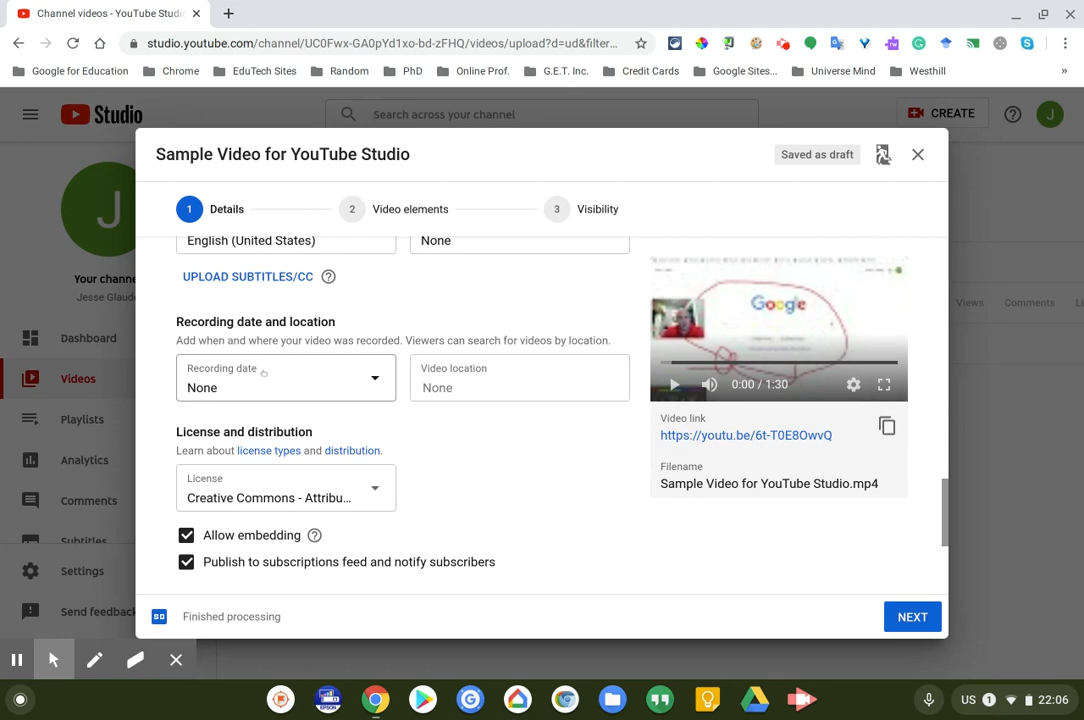 Channel videos - YouTube Studio
studio.youtube.com/channel/UC0Fwx-GA0pYd1xo-bd-zFHQ/videos/upload?d=ud&filter...
Google for Education
Chrome
EduTech Sites
Random
PhD
Online Prof.
G.E.T. Inc.
Credit Cards
Google Sites...
Universe Mind
Westhill
»
Studio
Search across your channel
CREATE
J
J
Your chann
Jesse Glaud
Dashboard
Videos
Playlists
Analytics
Comments
Subtitles
Settings
Send feedback
Views
Comments
Li
Sample Video for YouTube Studio
Saved as draft
1 Details
2 Video elements
3 Visibility
English (United States)
None
UPLOAD SUBTITLES/CC
Recording date and location
Add when and where your video was recorded. Viewers can search for videos by location.
Recording date
None
Video location
None
License and distribution
Learn about license types and distribution.
License
Creative Commons - Attribu...
Allow embedding
Publish to subscriptions feed and notify subscribers
Google
0:00 / 1:30
Video link
https://youtu.be/6t-T0E8OwvQ
Filename
Sample Video for YouTube Studio.mp4
SD Finished processing
NEXT
EPSON
US 1 22:06